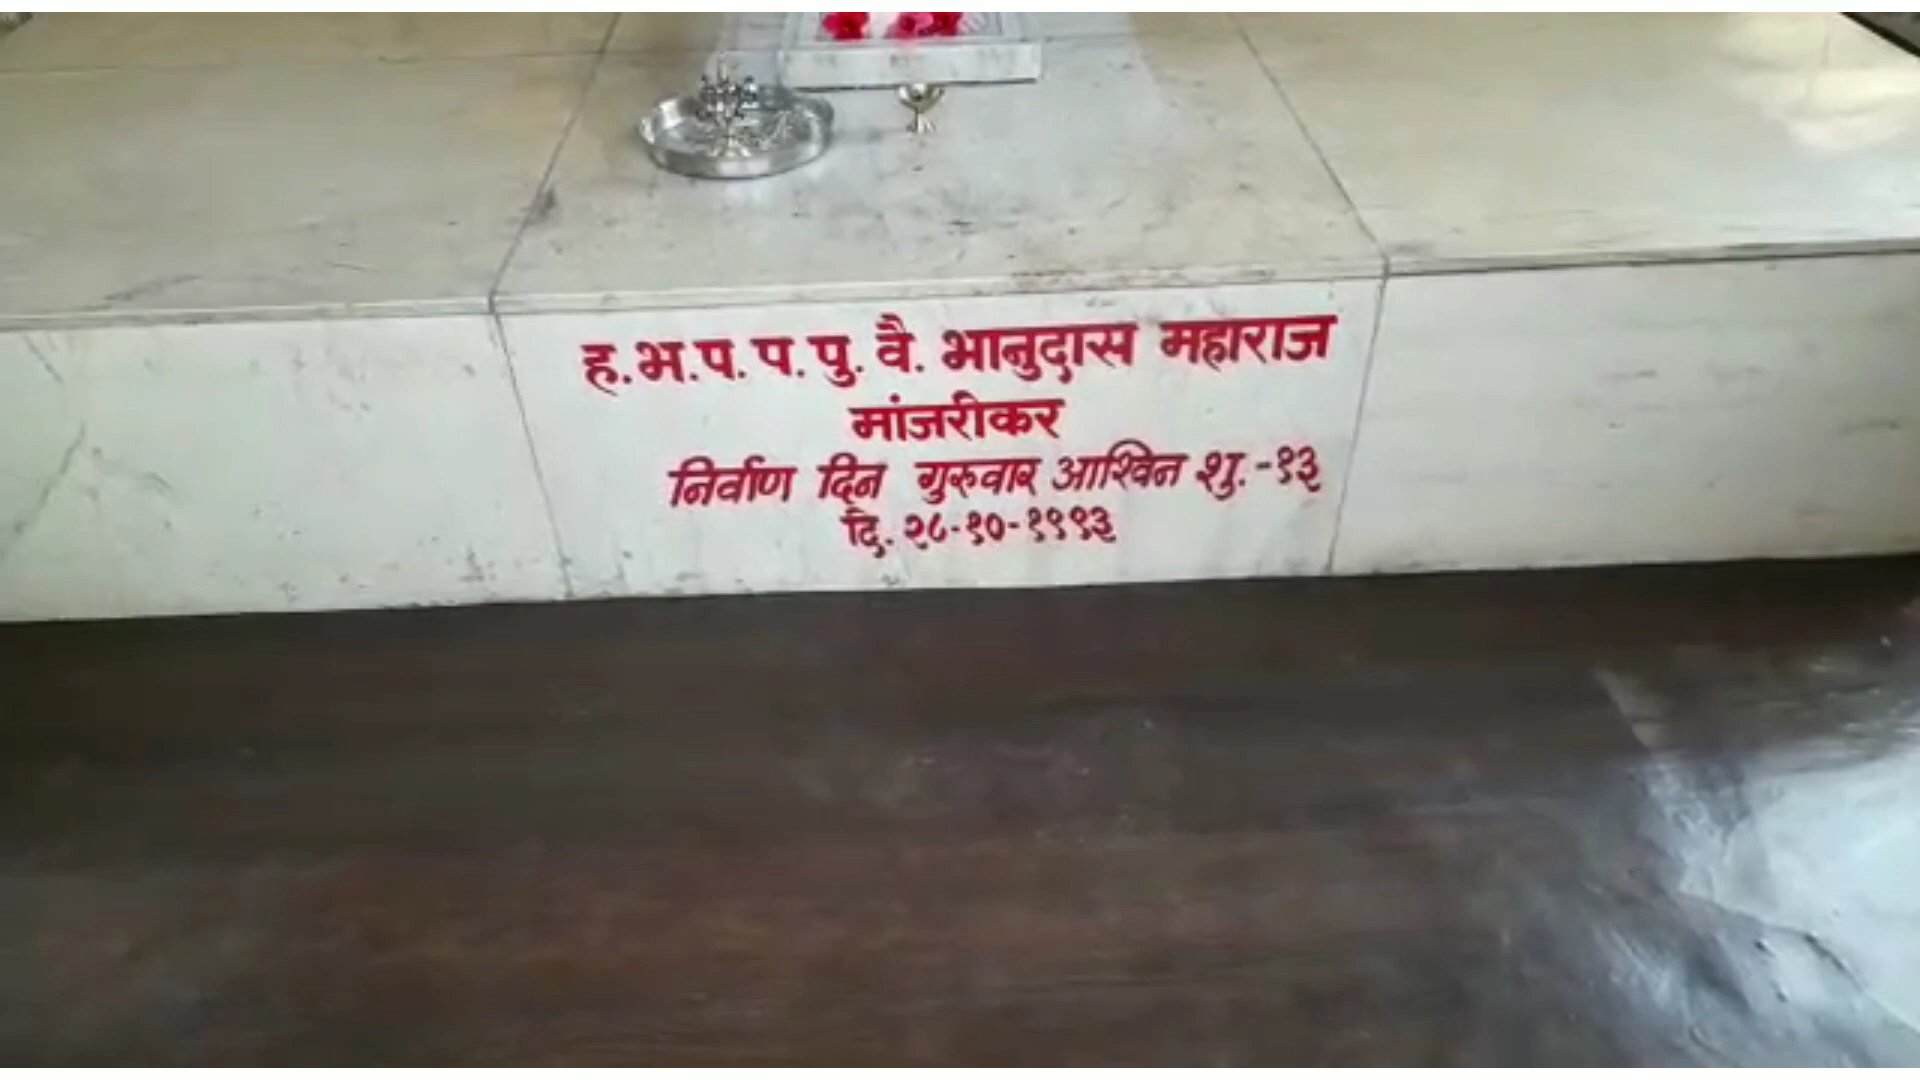 ह.भ.प. प. पु. वै. भानुदास महाराज
मांजरीकर
निर्वाण दिन गुरुवार आश्विन शु.-१३
दि. २८-१०-१९९३